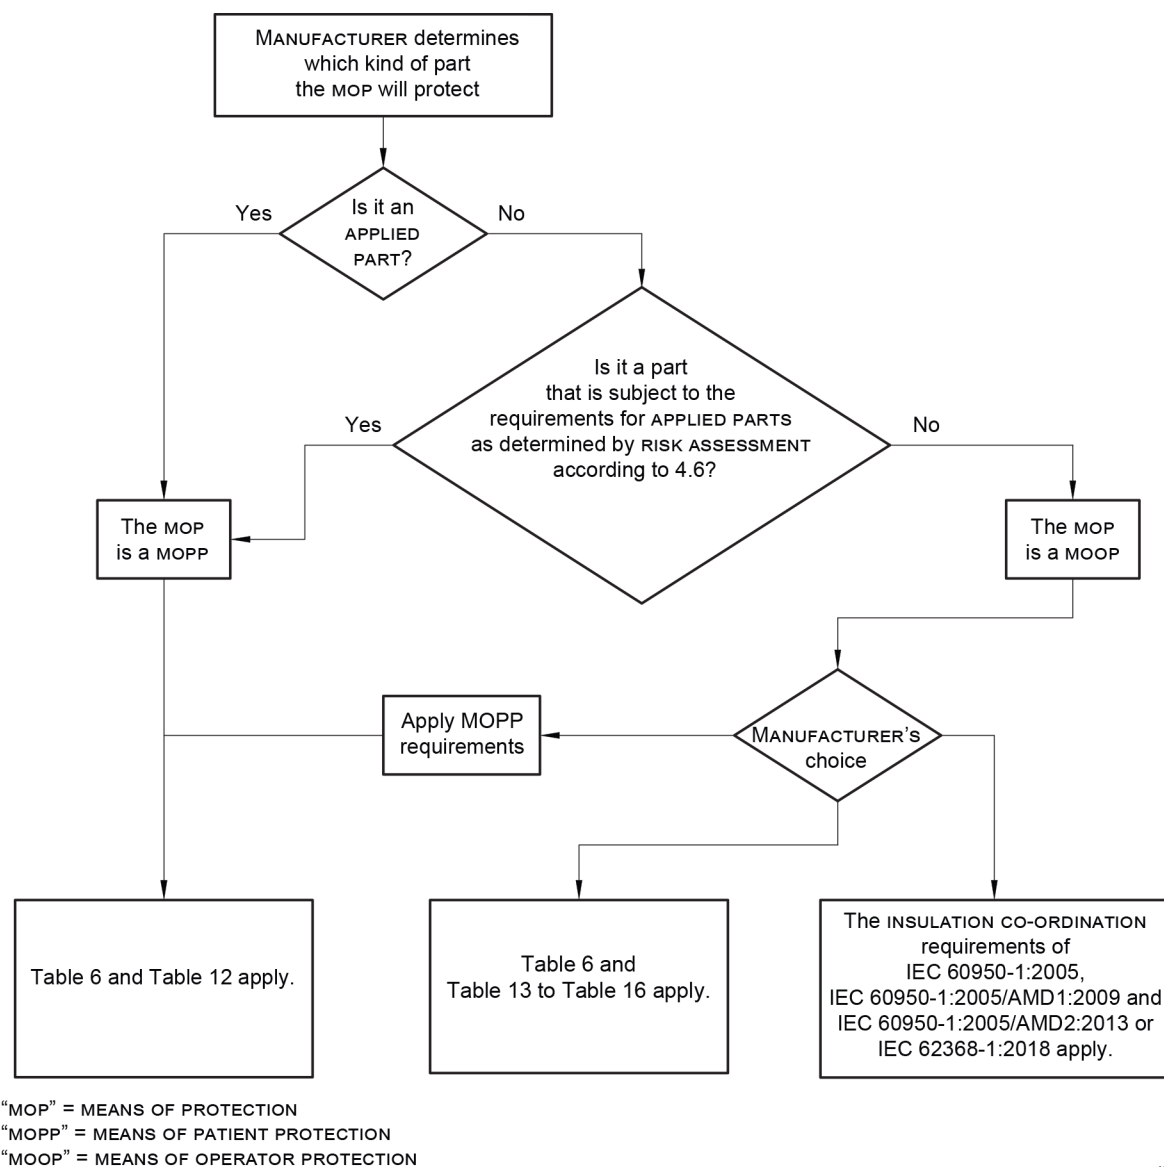 MANUFACTURER determines
which kind of part
the MOP will protect
Is it an
APPLIED
PART?
Yes
No
Is it a part
that is subject to the
requirements for APPLIED PARTS
as determined by RISK ASSESSMENT
according to 4.6?
Yes
No
The MOP
is a MOPP
The MOP
is a MOOP
Apply MOPP
requirements
MANUFACTURER’S
choice
Table 6 and Table 12 apply.
Table 6 and
Table 13 to Table 16 apply.
The INSULATION CO-ORDINATION
requirements of
IEC 60950-1:2005,
IEC 60950-1:2005/AMD1:2009 and
IEC 60950-1:2005/AMD2:2013 or
IEC 62368-1:2018 apply.
“MOP” = MEANS OF PROTECTION
“MOPP” = MEANS OF PATIENT PROTECTION
“MOOP” = MEANS OF OPERATOR PROTECTION